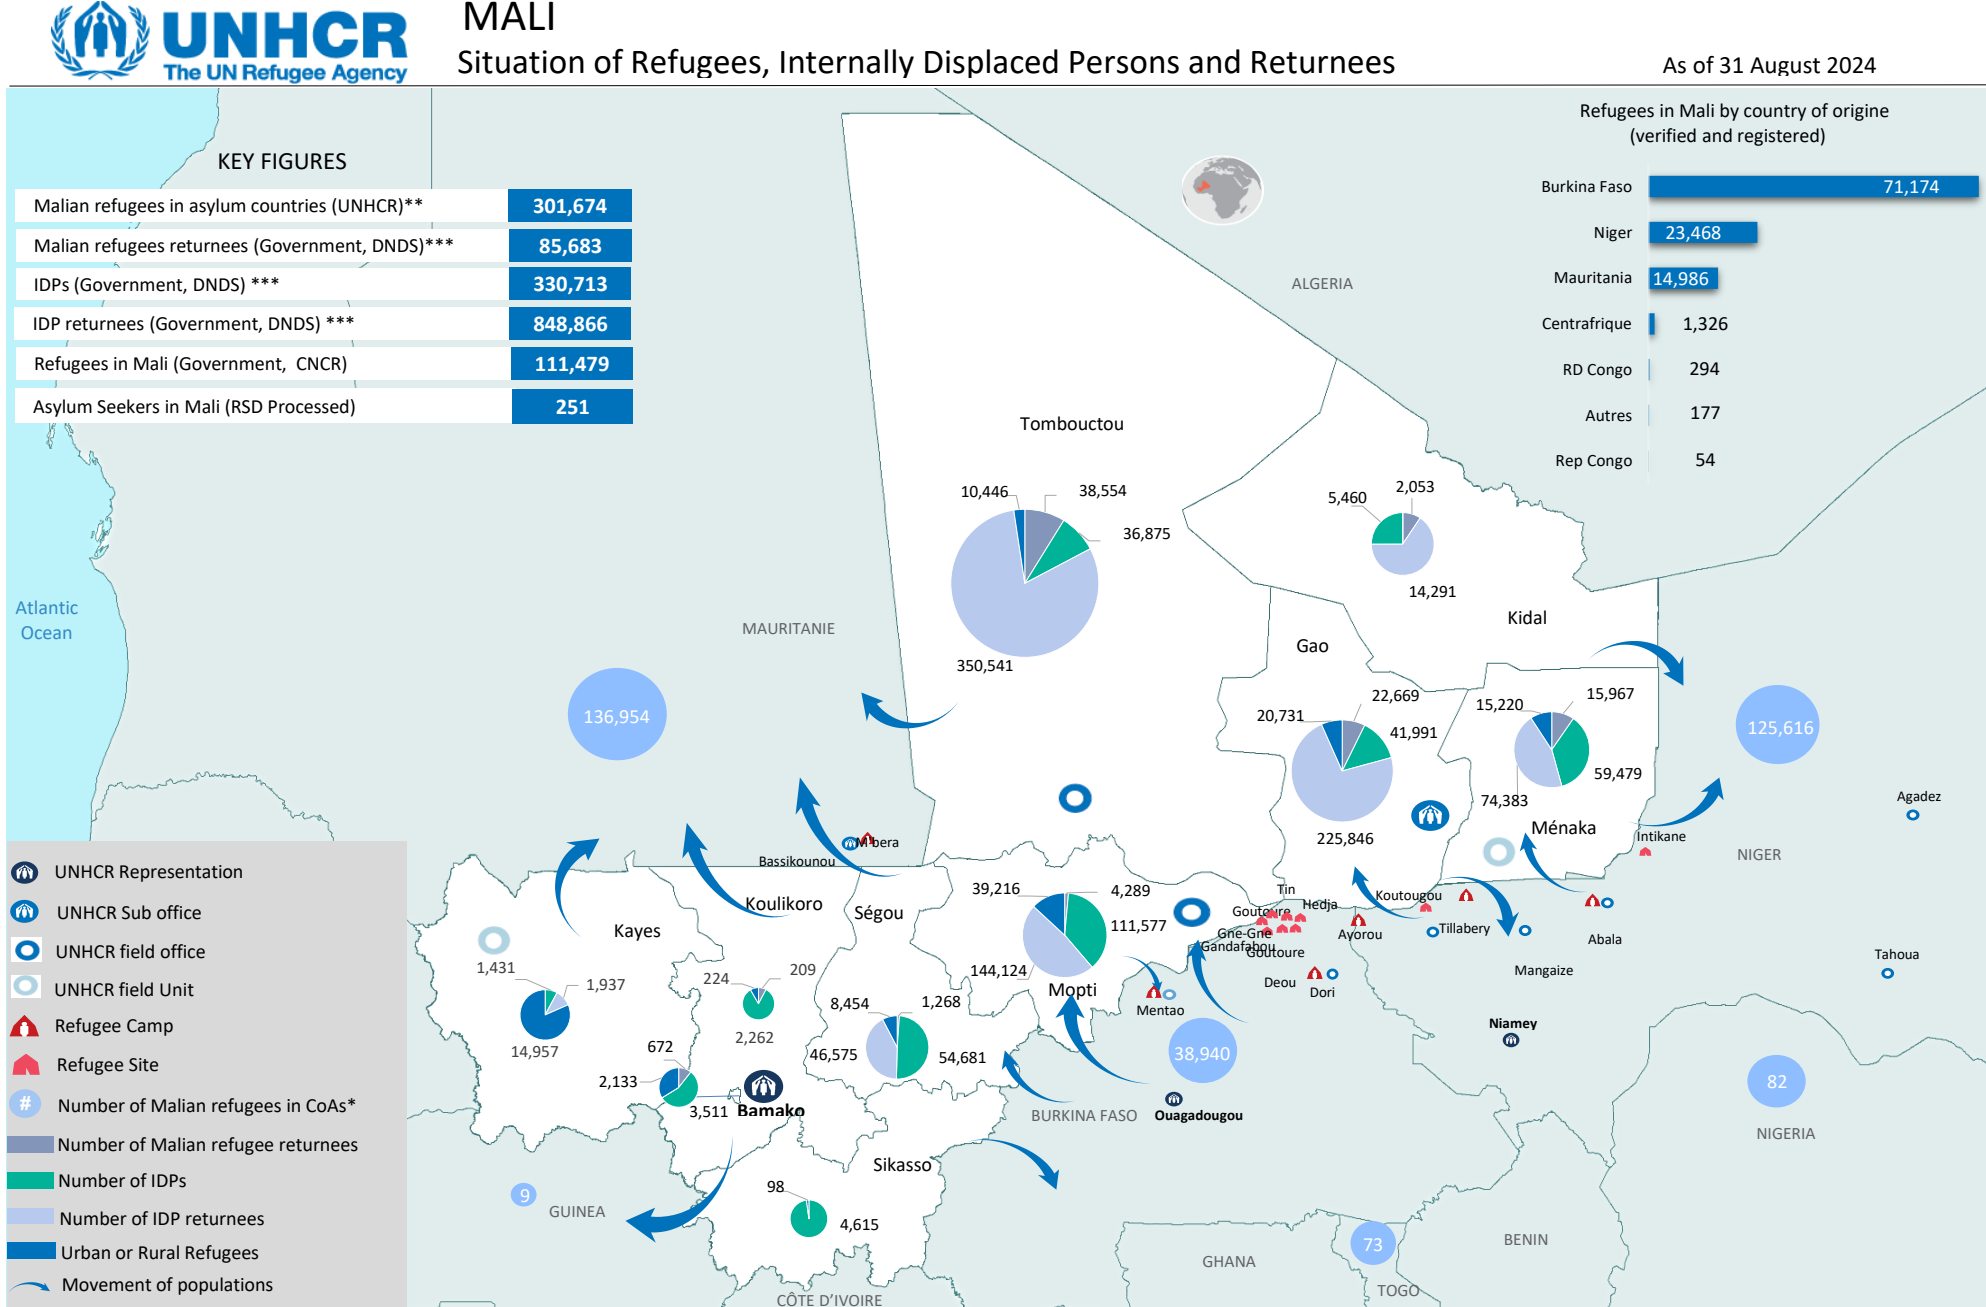 UNHCR
The UN Refugee Agency
MALI
Situation of Refugees, Internally Displaced Persons and Returnees
As of 31 August 2024
KEY FIGURES
Malian refugees in asylum countries (UNHCR)** 301,674
Malian refugees returnees (Government, DNDS)*** 85,683
IDPs (Government, DNDS) *** 330,713
IDP returnees (Government, DNDS) *** 848,866
Refugees in Mali (Government, CNCR) 111,479
Asylum Seekers in Mali (RSD Processed) 251
Refugees in Mali by country of origine
(verified and registered)
Burkina Faso 71,174
Niger 23,468
Mauritania 14,986
Centrafrique 1,326
RD Congo 294
Autres 177
Rep Congo 54
ALGERIA
Tombouctou
10,446
38,554
36,875
350,541
5,460
2,053
14,291
Kidal
Atlantic
Ocean
MAURITANIE
136,954
Gao
20,731
22,669
41,991
225,846
15,220
15,967
59,479
74,383
Ménaka
125,616
Agadez
Intikane
NIGER
M'bera
Bassikounou
Koulikoro
Ségou
Kayes
1,431
1,937
14,957
224
209
2,262
672
2,133
3,511
Bamako
8,454
1,268
46,575
54,681
39,216
4,289
111,577
144,124
Mopti
Tin
Hedja
Goutoure
Gne-Gne
Gandafabou
Goutoure
Koutougou
Ayorou
Tillabery
Abala
Mangaize
Tahoua
Deou
Dori
Mentao
Niamey
38,940
BURKINA FASO
Ouagadougou
82
NIGERIA
Sikasso
98
4,615
9
GUINEA
73
GHANA
TOGO
BENIN
CÔTE D'IVOIRE
UNHCR Representation
UNHCR Sub office
UNHCR field office
UNHCR field Unit
Refugee Camp
Refugee Site
# Number of Malian refugees in CoAs*
Number of Malian refugee returnees
Number of IDPs
Number of IDP returnees
Urban or Rural Refugees
Movement of populations